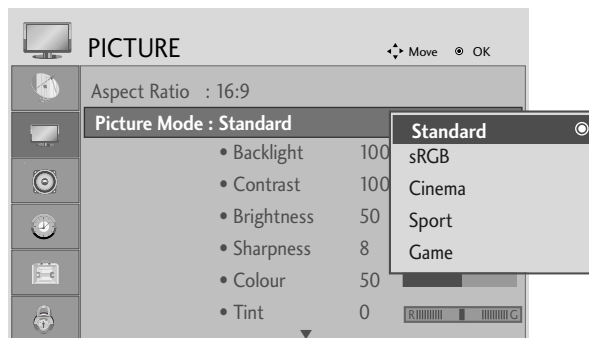 PICTURE
Move OK
Aspect Ratio : 16:9
Picture Mode : Standard
• Backlight 100
• Contrast 100
• Brightness 50
• Sharpness 8
• Colour 50
• Tint 0
R G
Standard
sRGB
Cinema
Sport
Game